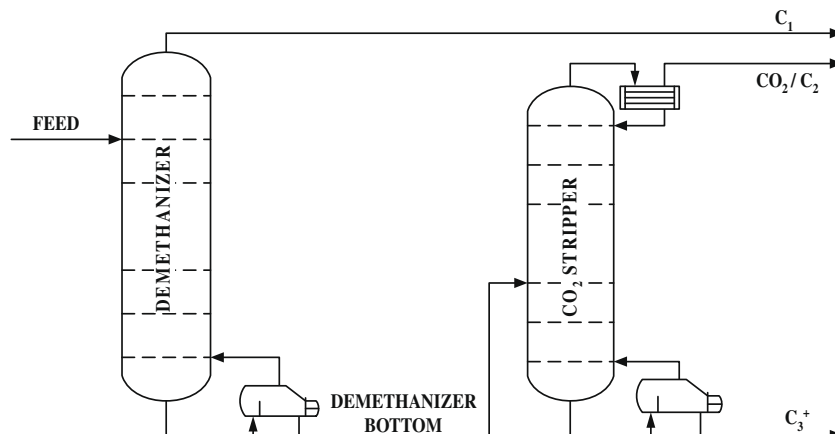 C₁
CO₂ / C₂
FEED
DEMETHANIZER
CO₂ STRIPPER
DEMETHANIZER
BOTTOM
C₃⁺